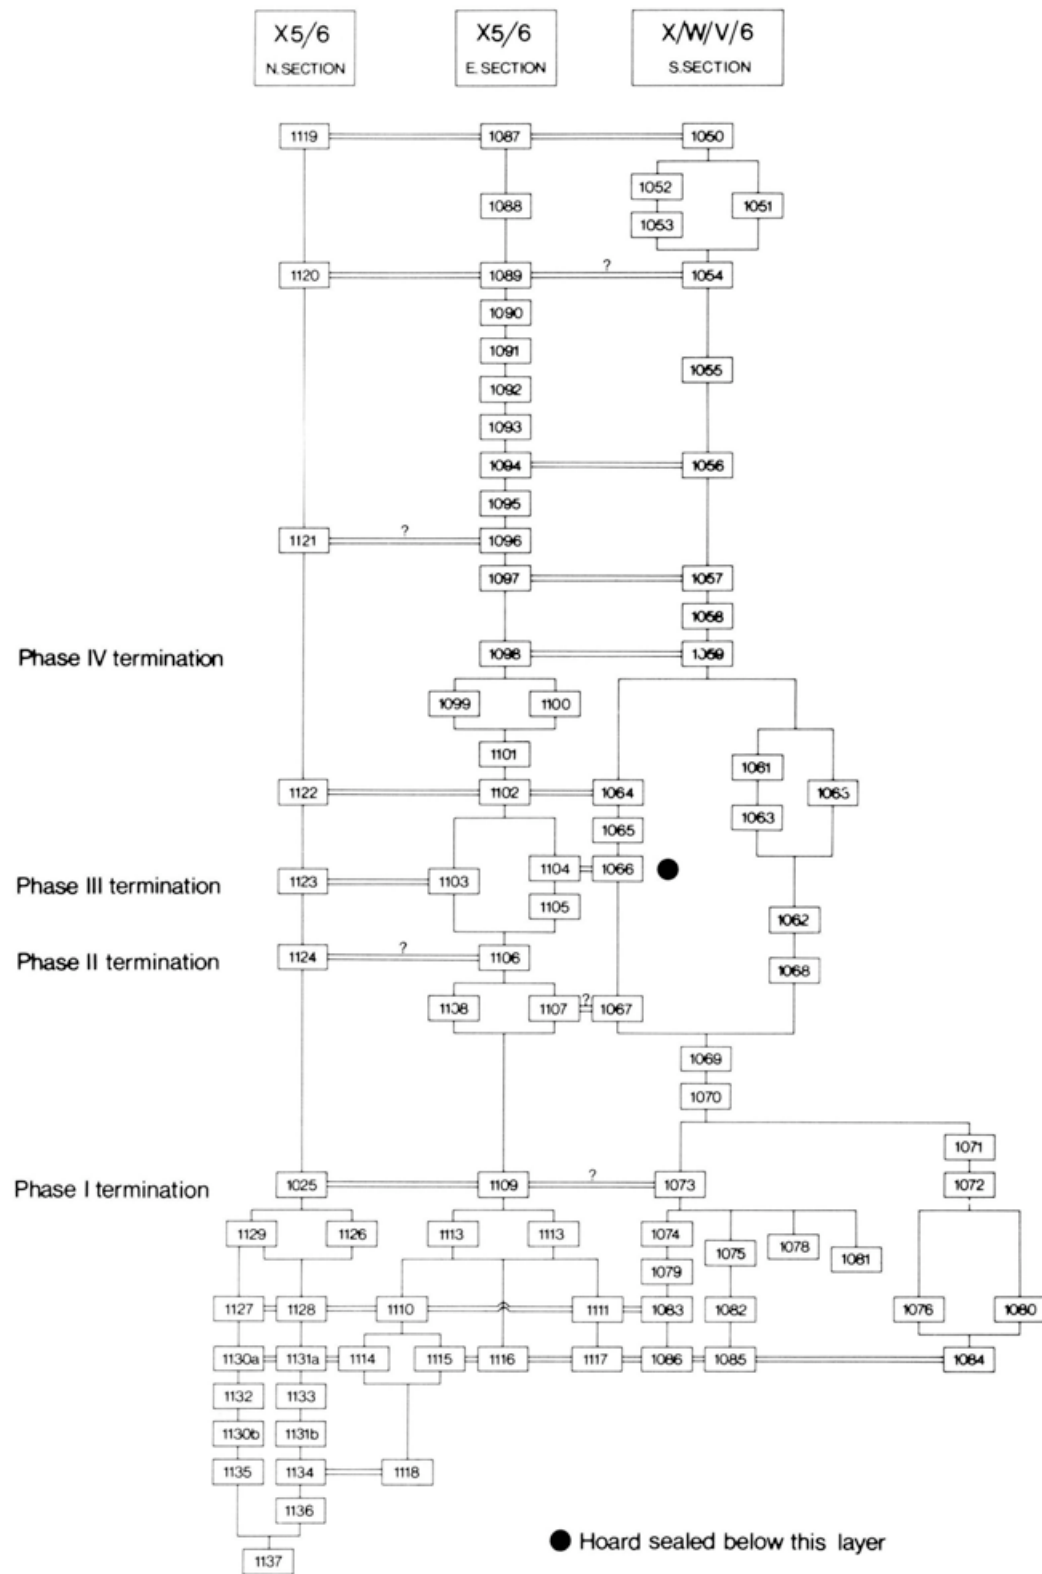 X5/6 X5/6 X/W/V/6
N.SECTION E.SECTION S.SECTION
1119 1087 1050
1052
1051
1088
1053
?
1120 1089 1054
1090
1091
1055
1092
1093
1094 1056
1095
?
1121 1096
1097 1057
1058
Phase IV termination 1098 1059
1099 1100
1101
1061
1122 1102 1064 1063
1063
1065
1104 1066
Phase III termination 1123 1103
1105
1062
?
Phase II termination 1124 1106
1068
?
1108 1107 1067
1069
1070
1071
?
Phase I termination 1025 1109 1073 1072
1129 1126 1113 1113 1074
1078
1075
1081
1079
1127 1128 1110 1111 1083 1082 1076 1080
1130a 1131a 1114 1115 1116 1117 1086 1085 1084
1132 1133
1130b 1131b
1135 1134 1118
1136
Hoard sealed below this layer
1137